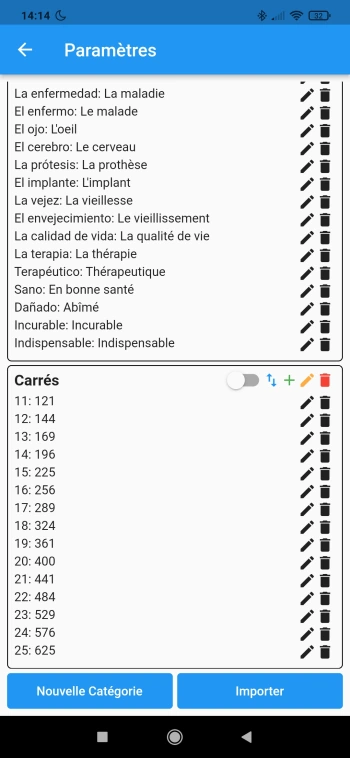 14:14
82
Paramètres
La enfermedad: La maladie
El enfermo: Le malade
El ojo: L'oeil
El cerebro: Le cerveau
La prótesis: La prothèse
El implante: L'implant
La vejez: La vieillesse
El envejecimiento: Le vieillissement
La calidad de vida: La qualité de vie
La terapia: La thérapie
Terapéutico: Thérapeutique
Sano: En bonne santé
Dañado: Abîmé
Incurable: Incurable
Indispensable: Indispensable
Carrés
11: 121
12: 144
13: 169
14: 196
15: 225
16: 256
17: 289
18: 324
19: 361
20: 400
21: 441
22: 484
23: 529
24: 576
25: 625
Nouvelle Catégorie
Importer